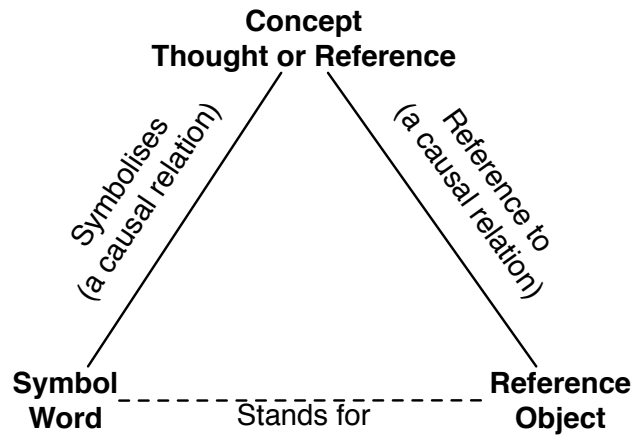 Concept
Thought or Reference
Symbolises
(a causal relation)
Reference to
(a causal relation)
Symbol
Word
Stands for
Reference
Object